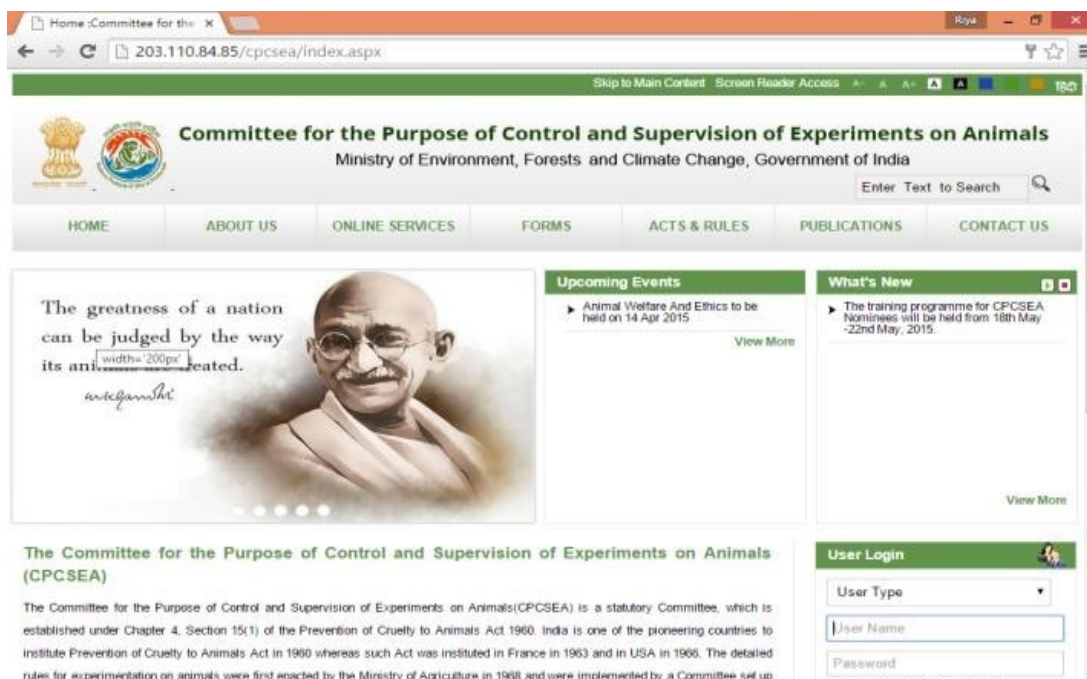 Home :Committee for the
Riya
203.110.84.85/cpcsea/index.aspx
Skip to Main Content Screen Reader Access A- A A+ A A हिंदी
Committee for the Purpose of Control and Supervision of Experiments on Animals
Ministry of Environment, Forests and Climate Change, Government of India
Enter Text to Search
HOME ABOUT US ONLINE SERVICES FORMS ACTS & RULES PUBLICATIONS CONTACT US
The greatness of a nation
can be judged by the way
its eated.
width='200px'
mkgandhi
Upcoming Events
Animal Welfare And Ethics to be
held on 14 Apr 2015
View More
What's New
The training programme for CPCSEA
Nominees will be held from 18th May
-22nd May, 2015.
View More
The Committee for the Purpose of Control and Supervision of Experiments on Animals
(CPCSEA)
The Committee for the Purpose of Control and Supervision of Experiments on Animals(CPCSEA) is a statutory Committee, which is
established under Chapter 4, Section 15(1) of the Prevention of Cruelty to Animals Act 1960. India is one of the pioneering countries to
institute Prevention of Cruelty to Animals Act in 1960 whereas such Act was instituted in France in 1963 and in USA in 1966. The detailed
rules for experimentation on animals were first enacted by the Ministry of Agriculture in 1968 and were implemented by a Committee set up
User Login
User Type
User Name
Password